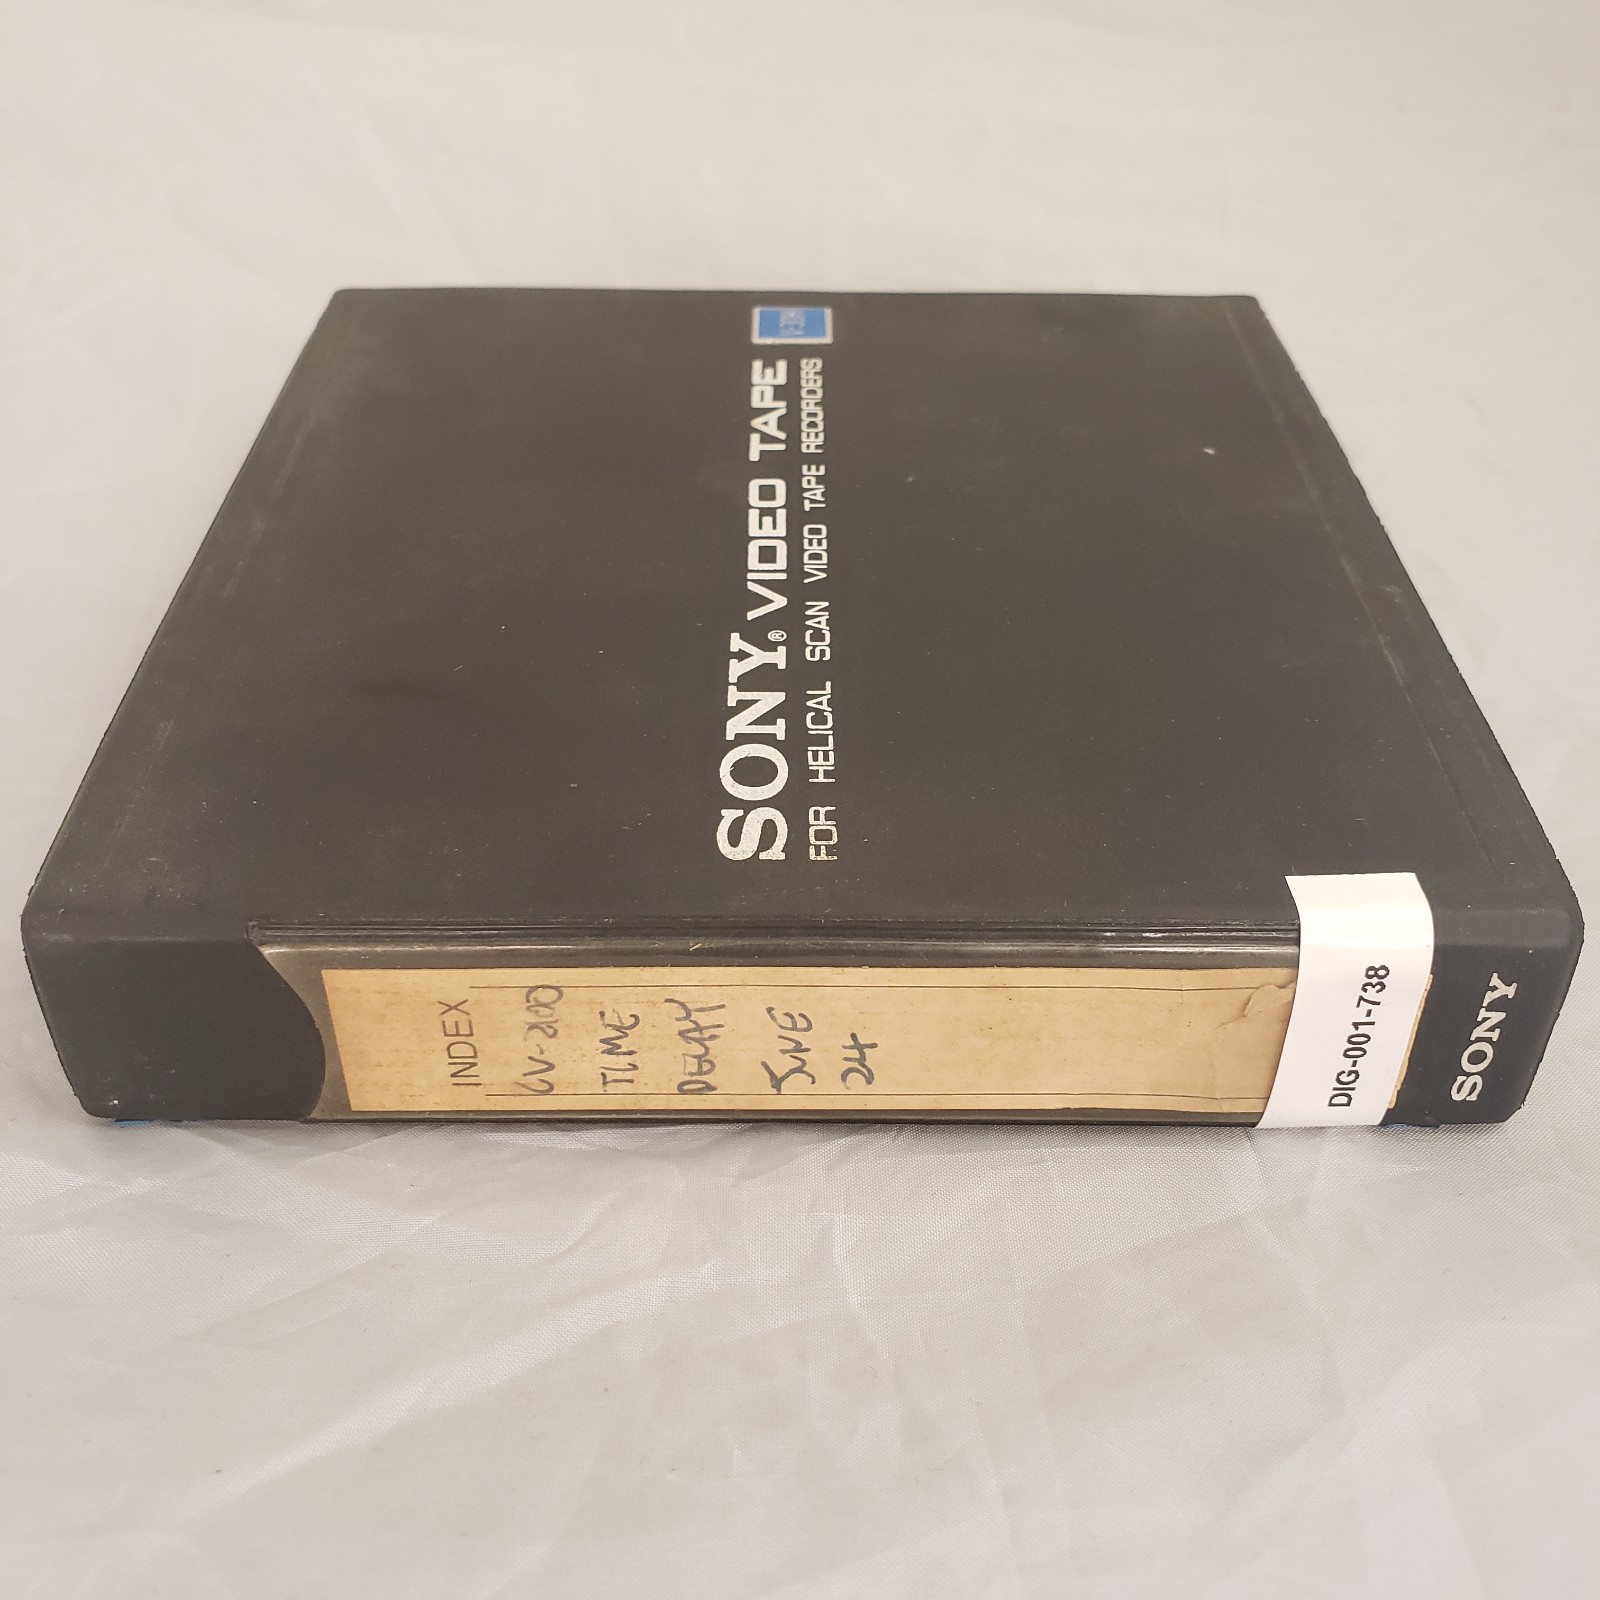 SONY® VIDEO TAPE
FOR HELICAL SCAN VIDEO TAPE RECORDERS
INDEX
CV-2100
TIME
DELAY
JUNE
24
DIG-001-738
SONY